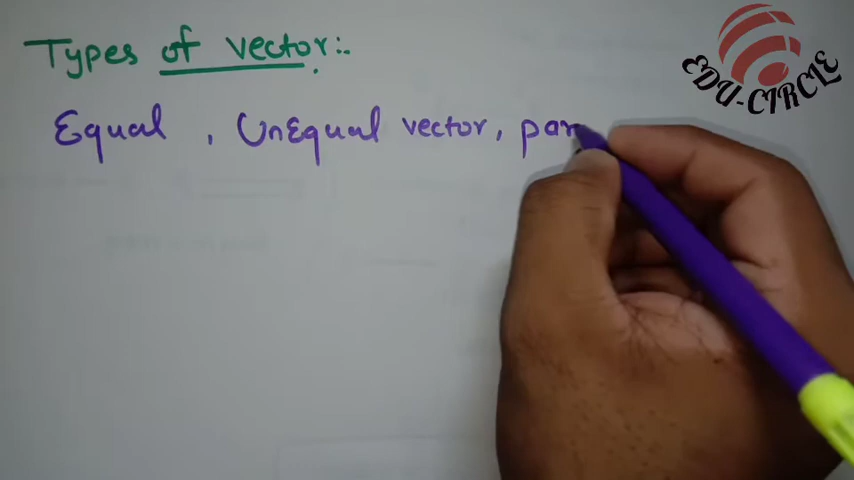 Types of vector:-
Equal , UnEqual vector, par
EDU-CIRCLE